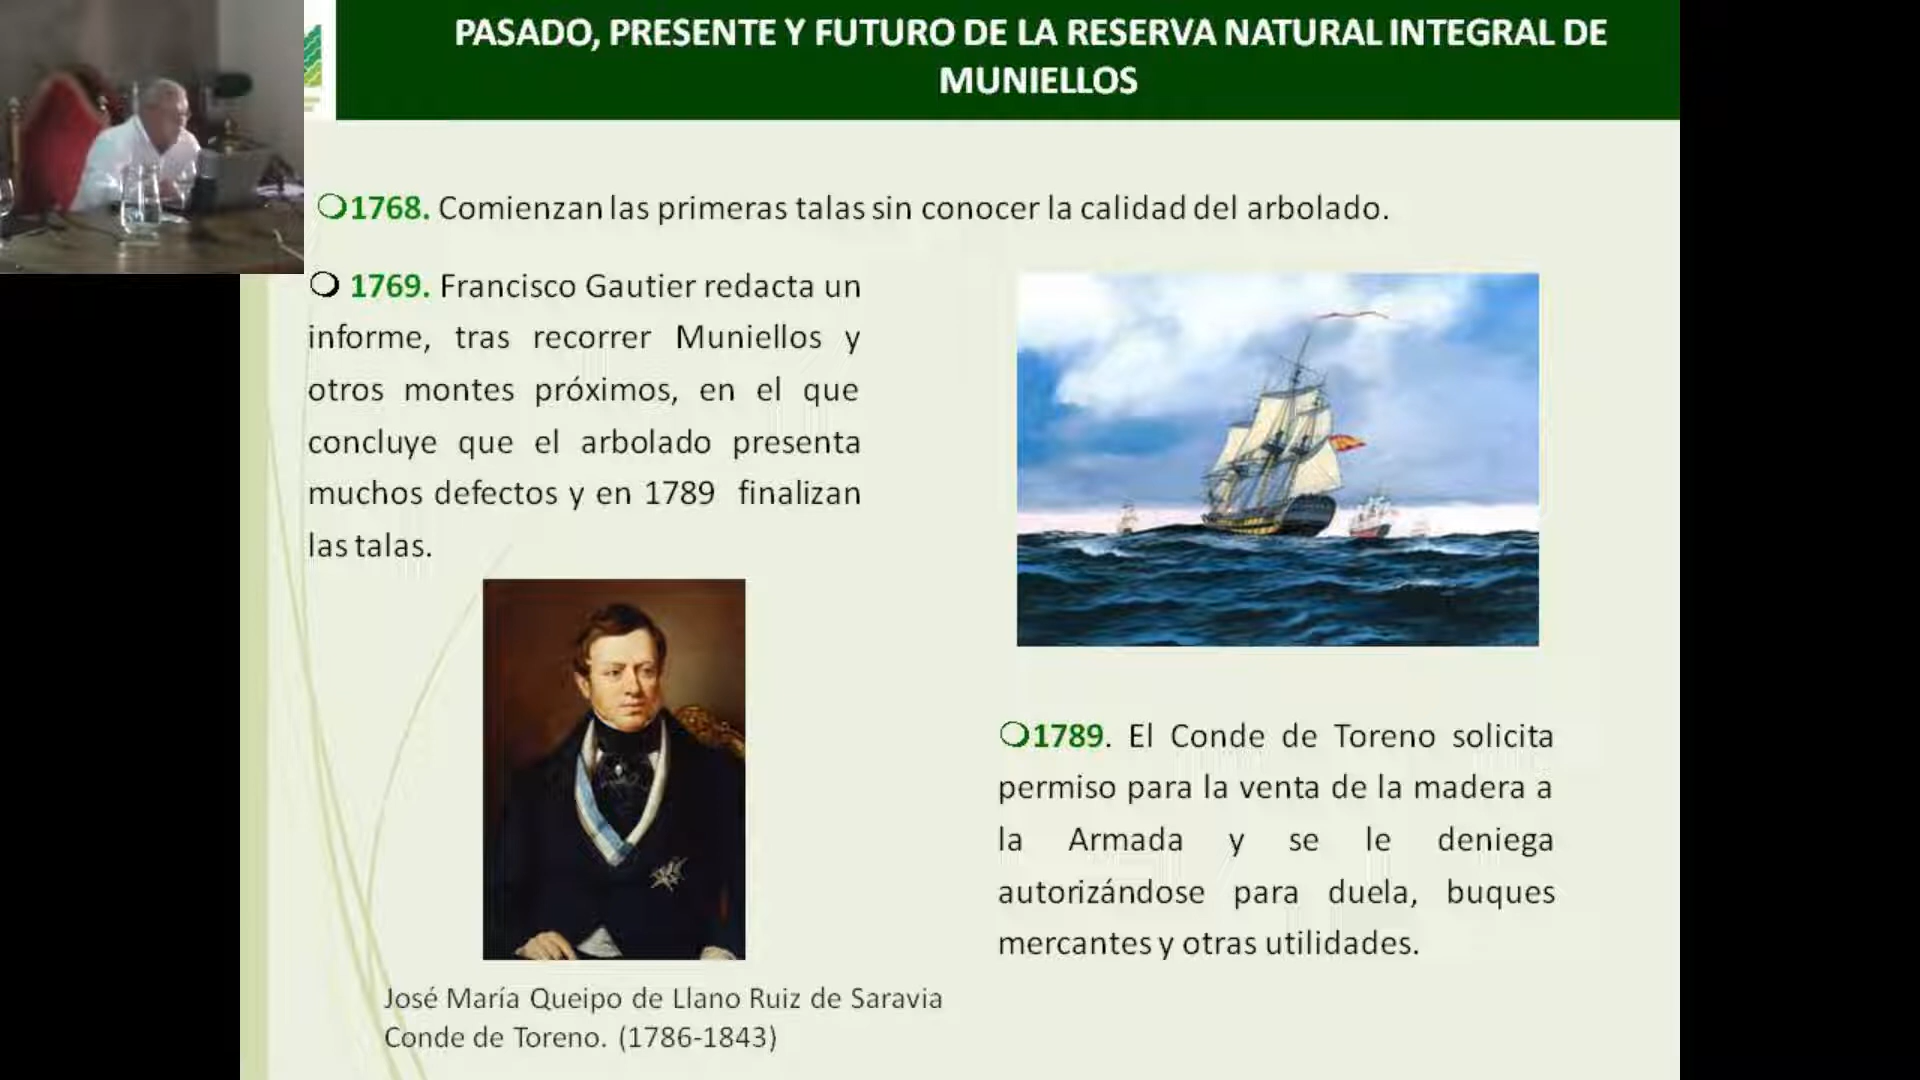 PASADO, PRESENTE Y FUTURO DE LA RESERVA NATURAL INTEGRAL DE
MUNIELLOS
1768. Comienzan las primeras talas sin conocer la calidad del arbolado.
1769. Francisco Gautier redacta un
informe, tras recorrer Muniellos y
otros montes próximos, en el que
concluye que el arbolado presenta
muchos defectos y en 1789 finalizan
las talas.
1789. El Conde de Toreno solicita
permiso para la venta de la madera a
la Armada y se le deniega
autorizándose para duela, buques
mercantes y otras utilidades.
José María Queipo de Llano Ruiz de Saravia
Conde de Toreno. (1786-1843)